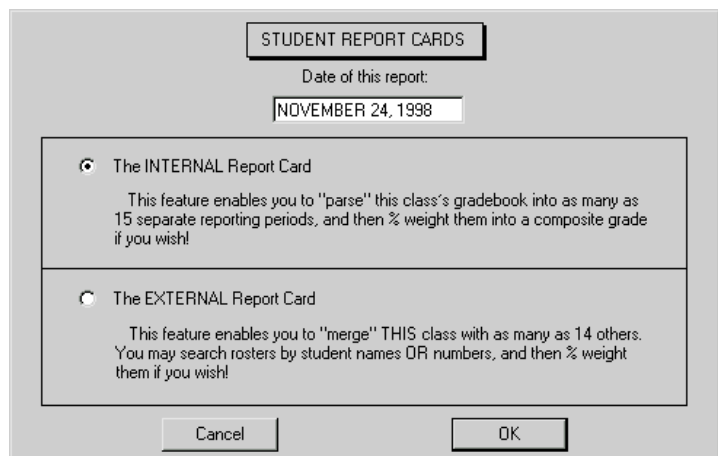 STUDENT REPORT CARDS
Date of this report:
NOVEMBER 24, 1998
The INTERNAL Report Card
This feature enables you to "parse" this class's gradebook into as many as
15 separate reporting periods, and then % weight them into a composite grade
if you wish!
The EXTERNAL Report Card
This feature enables you to "merge" THIS class with as many as 14 others.
You may search rosters by student names OR numbers, and then % weight
them if you wish!
Cancel
OK